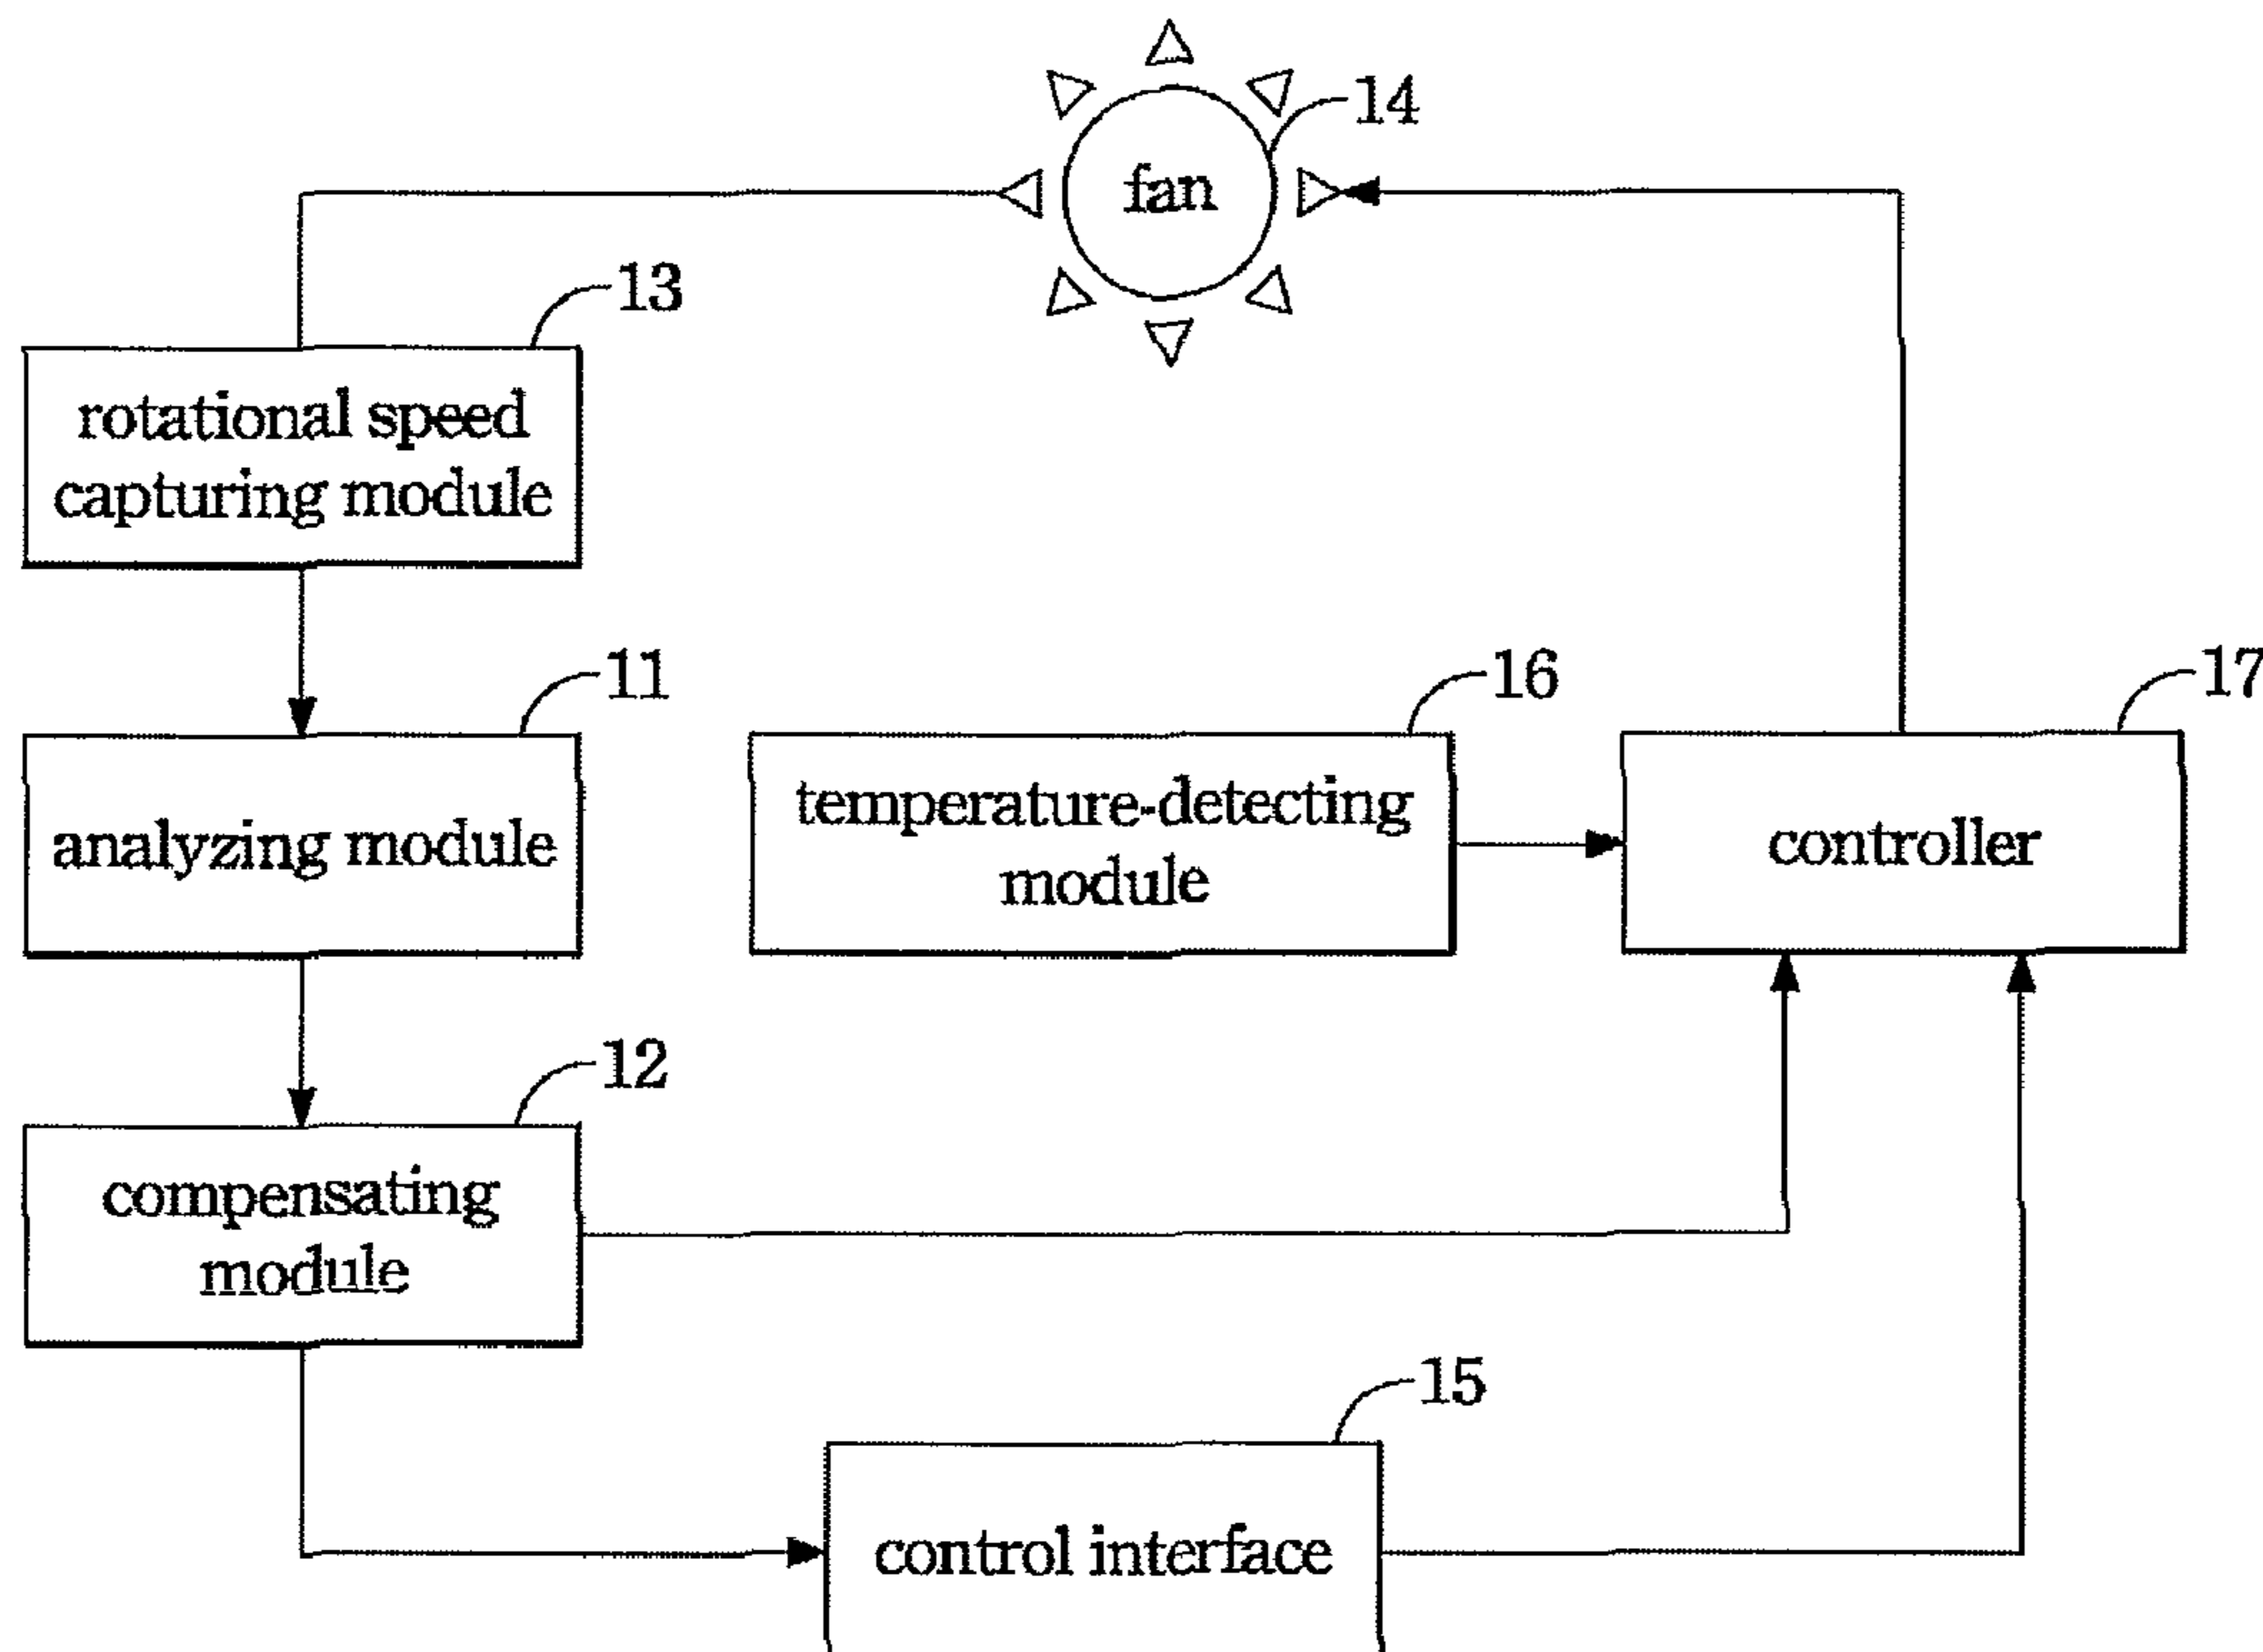 14
fan
13
rotational speed
capturing module
11
16
17
analyzing module
temperature-detecting
module
controller
12
compensating
module
15
control interface